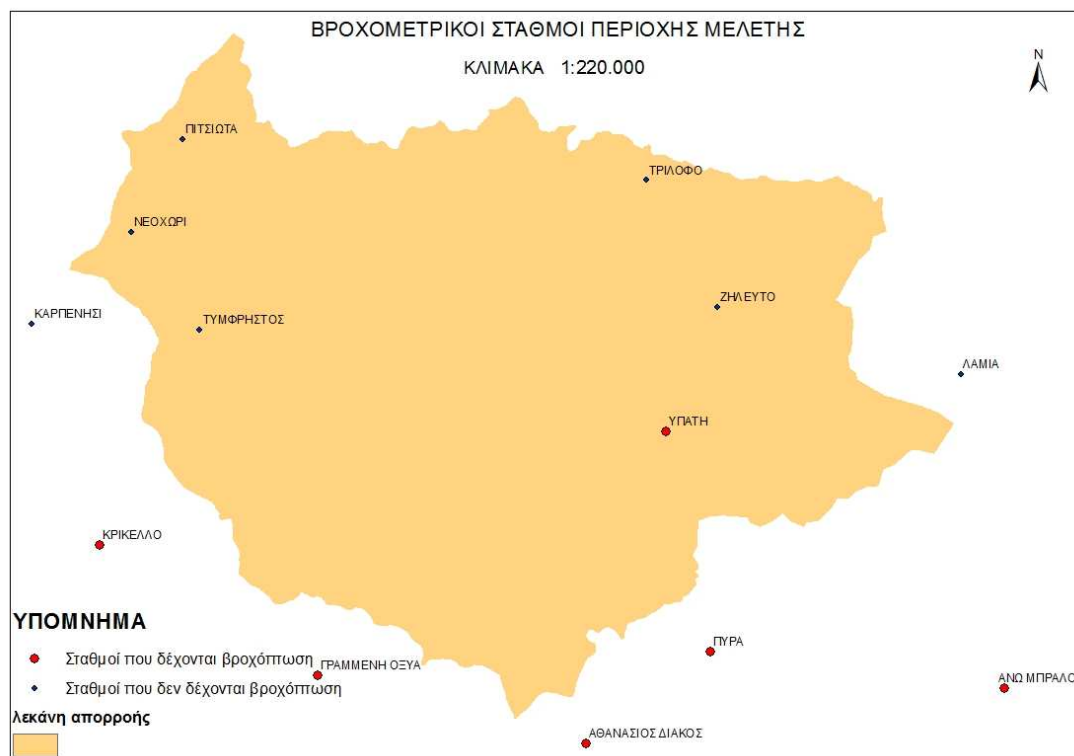 ΒΡΟΧΟΜΕΤΡΙΚΟΙ ΣΤΑΘΜΟΙ ΠΕΡΙΟΧΗΣ ΜΕΛΕΤΗΣ
ΚΛΙΜΑΚΑ 1:220.000
N
ΠΙΤΣΙΩΤΑ
ΤΡΙΛΟΦΟ
ΝΕΟΧΩΡΙ
ΖΗΛΕΥΤΟ
ΚΑΡΠΕΝΗΣΙ
ΤΥΜΦΡΗΣΤΟΣ
ΛΑΜΙΑ
ΥΠΑΤΗ
ΚΡΙΚΕΛΛΟ
ΥΠΟΜΝΗΜΑ
ΠΥΡΑ
Σταθμοί που δέχονται βροχόπτωση
ΓΡΑΜΜΕΝΗ ΟΞΥΑ
ΑΝΩ ΜΠΡΑΛΟ
Σταθμοί που δεν δέχονται βροχόπτωση
λεκάνη απορροής
ΑΘΑΝΑΣΙΟΣ ΔΙΑΚΟΣ